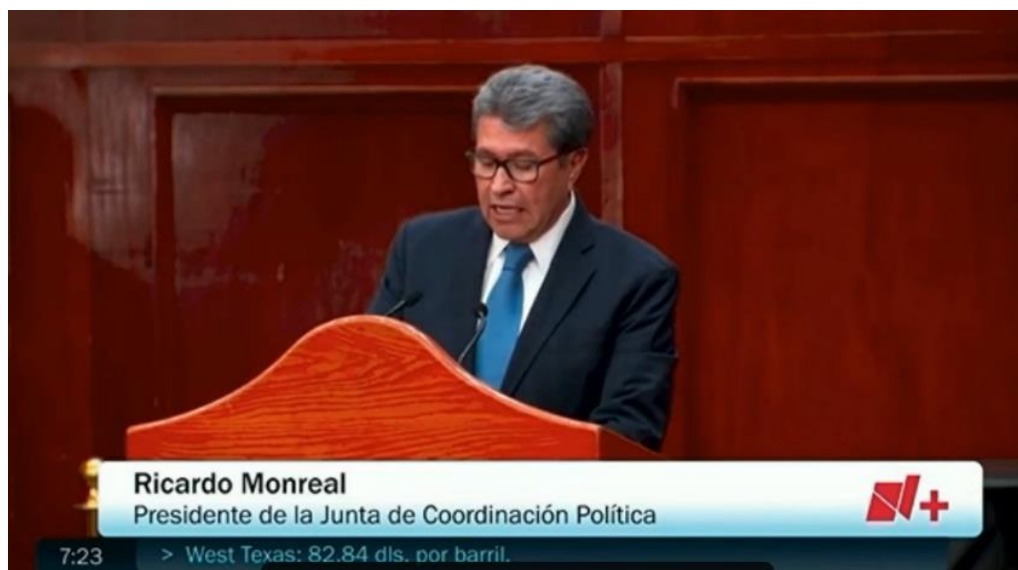 Ricardo Monreal
Presidente de la Junta de Coordinación Política
N+
7:23 > West Texas: 82.84 dls. por barril.